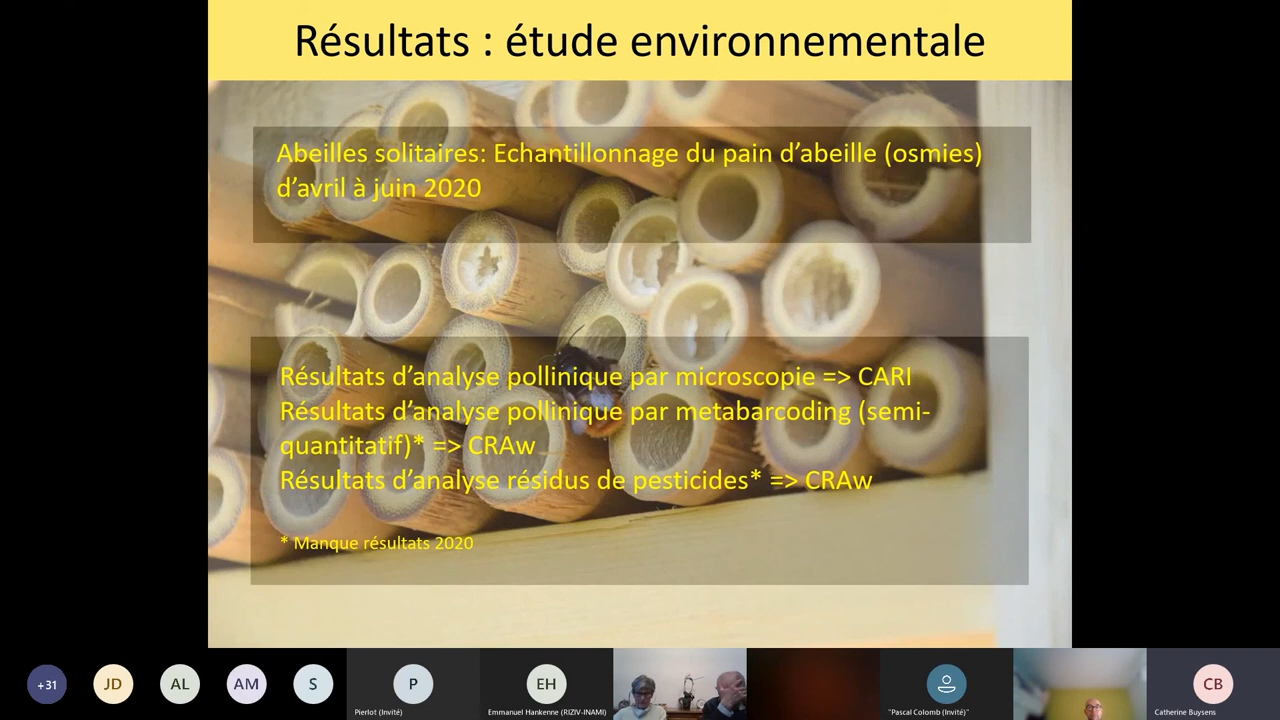 Résultats : étude environnementale
Abeilles solitaires: Echantillonnage du pain d’abeille (osmies)
d’avril à juin 2020
Résultats d’analyse pollinique par microscopie => CARI
Résultats d’analyse pollinique par metabarcoding (semi-
quantitatif)* => CRAw
Résultats d’analyse résidus de pesticides* => CRAw
* Manque résultats 2020
+31
JD
AL
AM
S
P
EH
CB
Pierlot (Invité)
Emmanuel Hankenne (RIZIV-INAMI)
"Pascal Colomb (Invité)"
Catherine Buysens